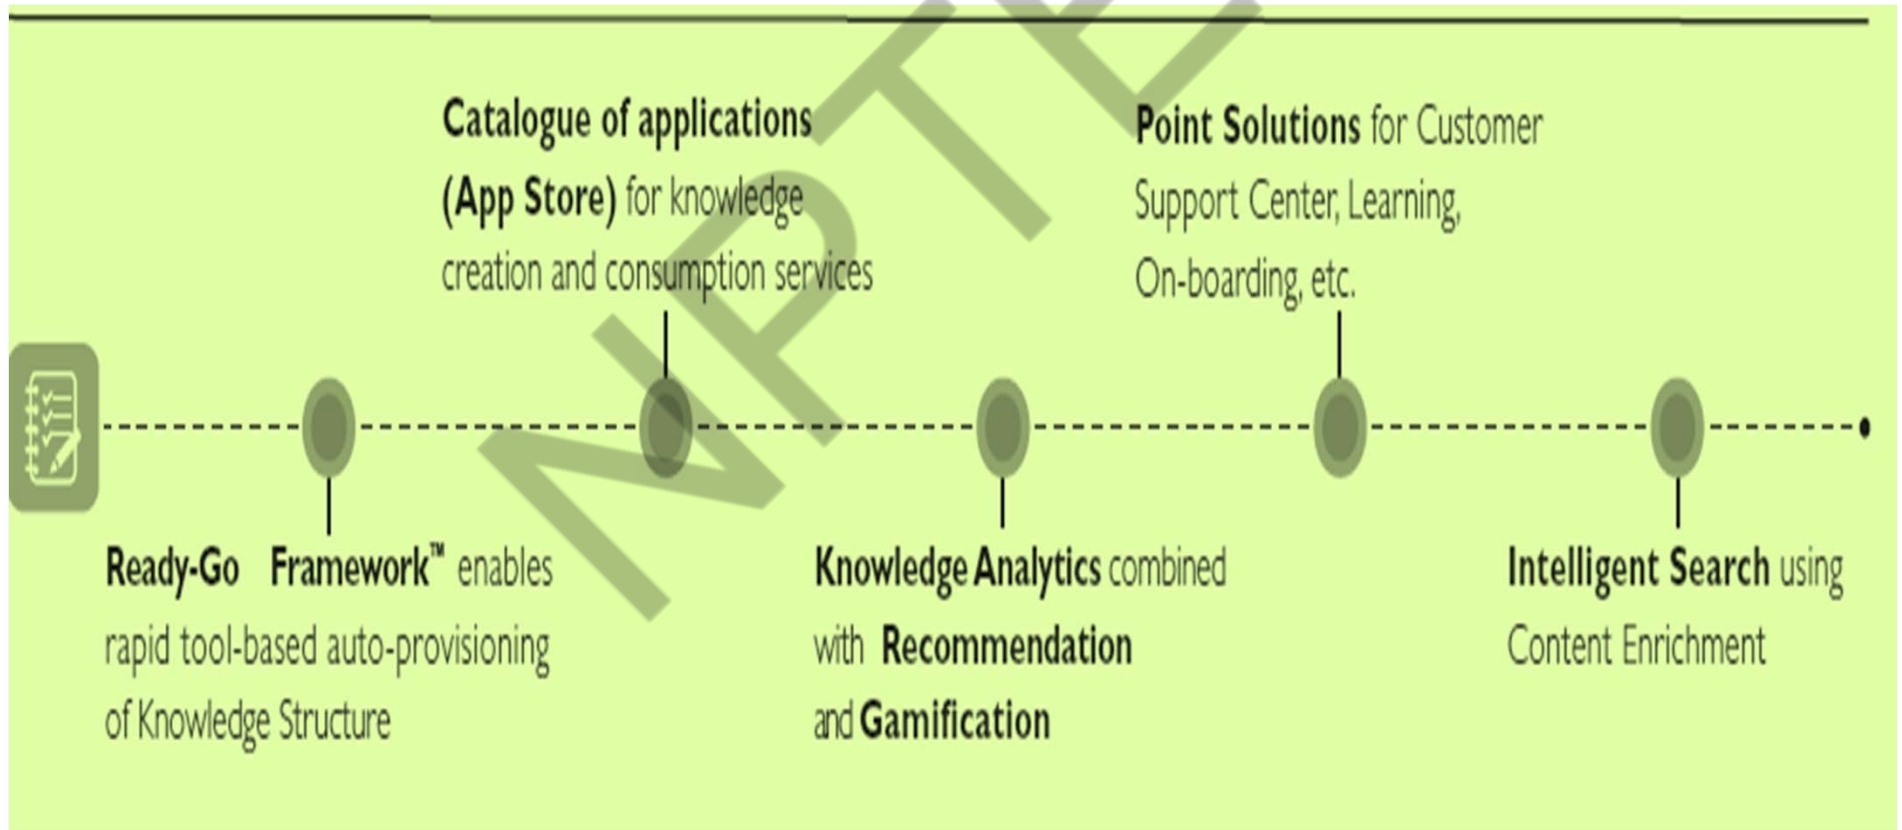 Catalogue of applications
(App Store) for knowledge
creation and consumption services
Point Solutions for Customer
Support Center, Learning,
On-boarding, etc.
Ready-Go Framework™ enables
rapid tool-based auto-provisioning
of Knowledge Structure
Knowledge Analytics combined
with Recommendation
and Gamification
Intelligent Search using
Content Enrichment
NPTE